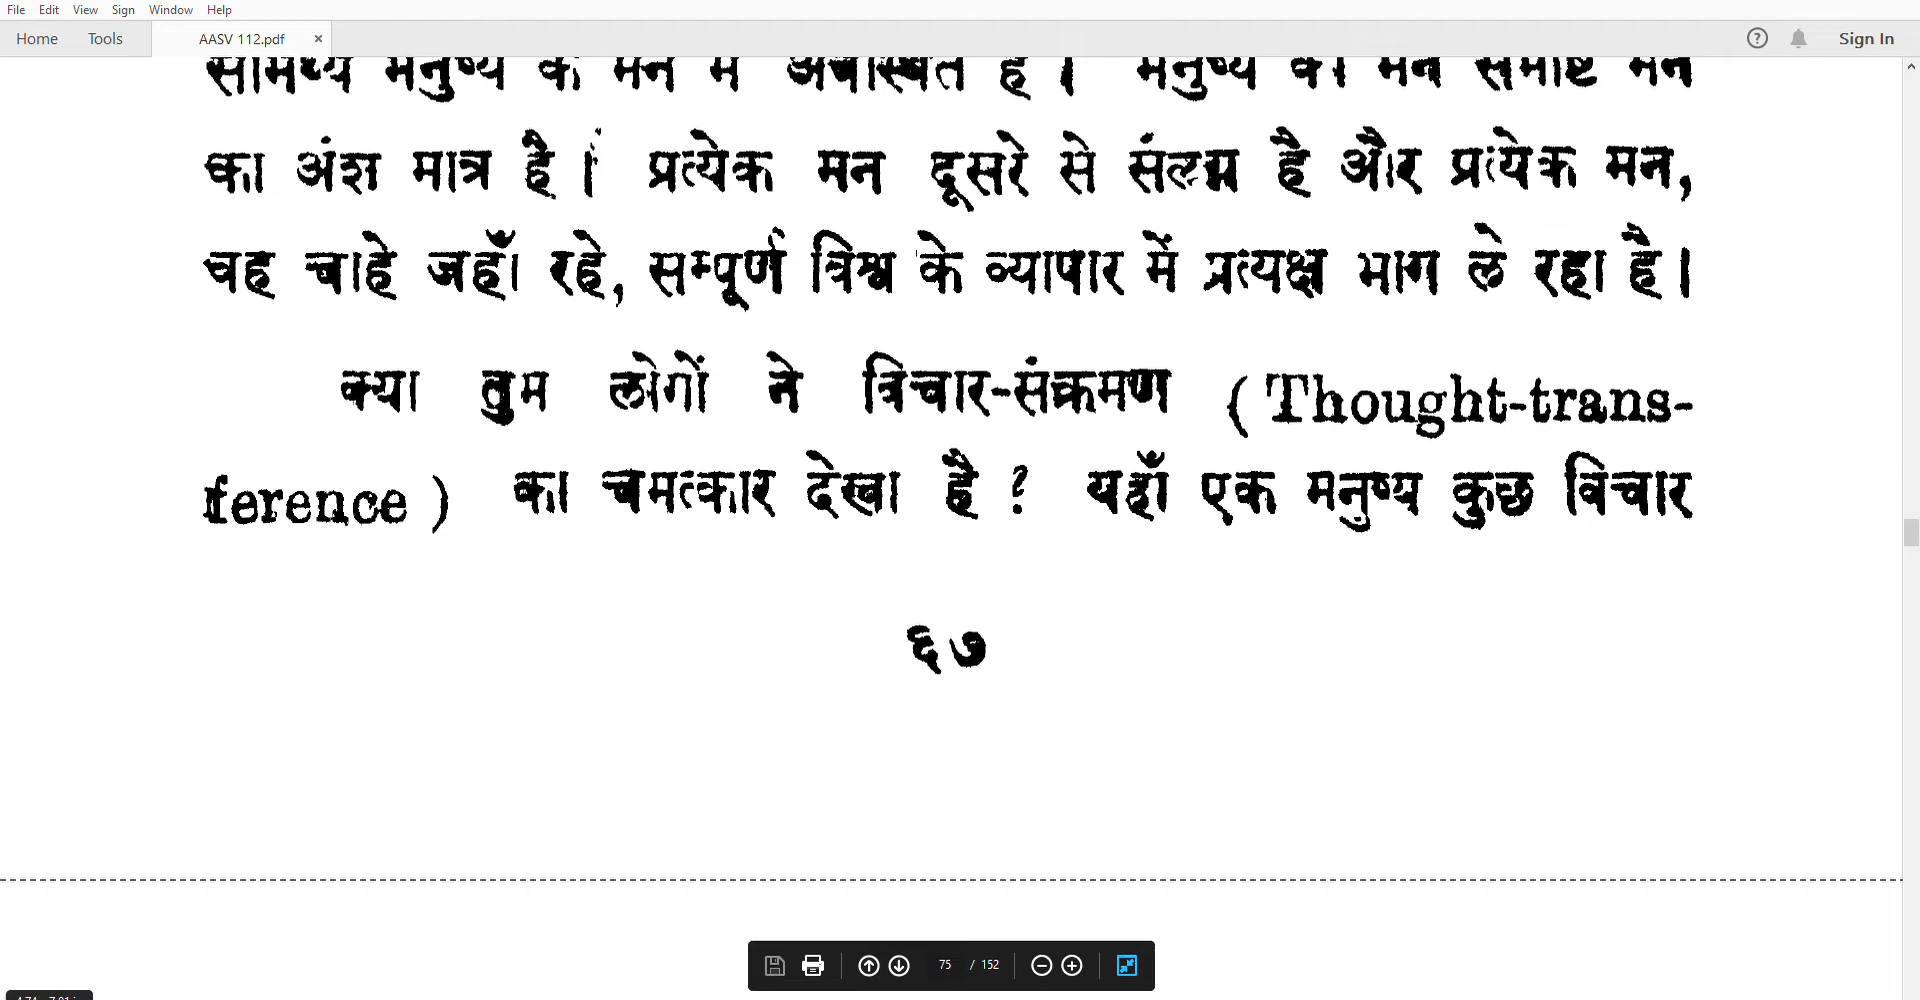 File Edit View Sign Window Help
Home Tools AASV 112.pdf × Sign In
सामर्थ्य मनुष्य के मन में अवस्थित है। मनुष्य का मन समष्टि मन
का अंश मात्र है। प्रत्येक मन दूसरे से संलग्न है और प्रत्येक मन,
वह चाहे जहाँ रहे, सम्पूर्ण विश्व के व्यापार में प्रत्यक्ष भाग ले रहा है।
क्या तुम लोगों ने विचार-संक्रमण (Thought-trans-
ference) का चमत्कार देखा है? यहाँ एक मनुष्य कुछ विचार
६७
75 / 152